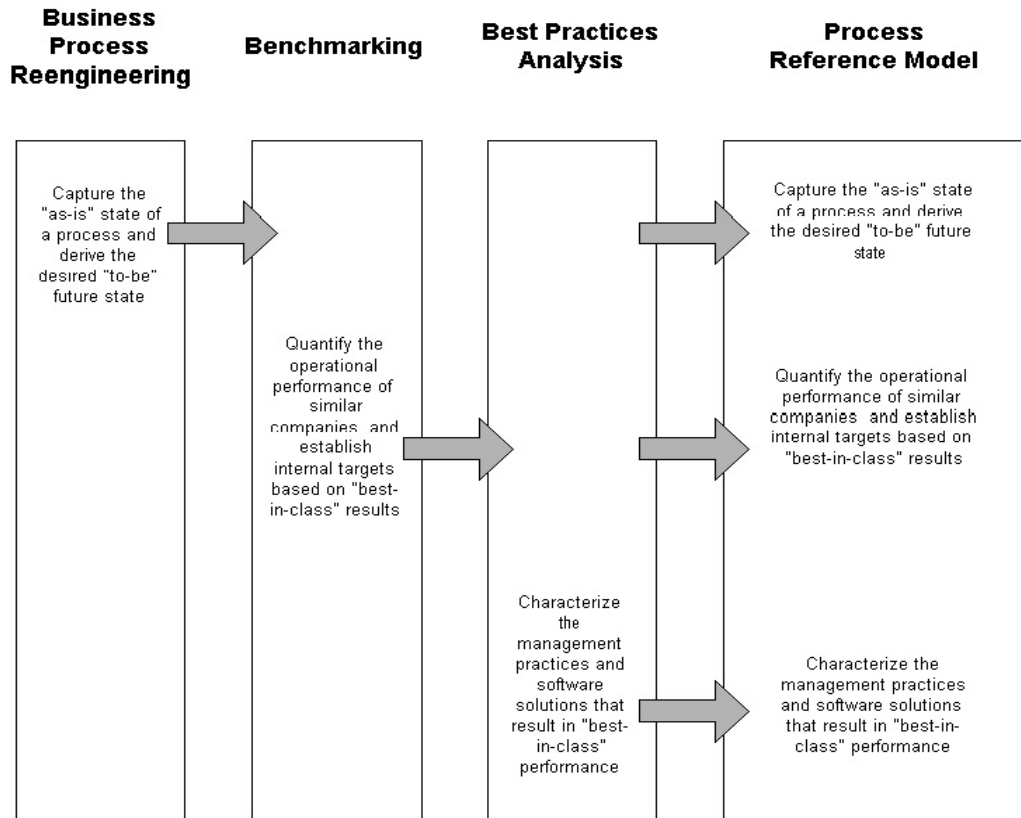 Business
Process
Reengineering
Benchmarking
Best Practices
Analysis
Process
Reference Model
Capture the
"as-is" state of
a process and
derive the
desired "to-be"
future state
Quantify the
operational
performance of
similar
companies and
establish
internal targets
based on "best-
in-class" results
Characterize
the
management
practices and
software
solutions that
result in "best-
in-class"
performance
Capture the "as-is" state
of a process and derive
the desired "to-be" future
state
Quantify the operational
performance of similar
companies and establish
internal targets based on
"best-in-class" results
Characterize the
management practices
and software solutions
that result in "best-in-
class" performance